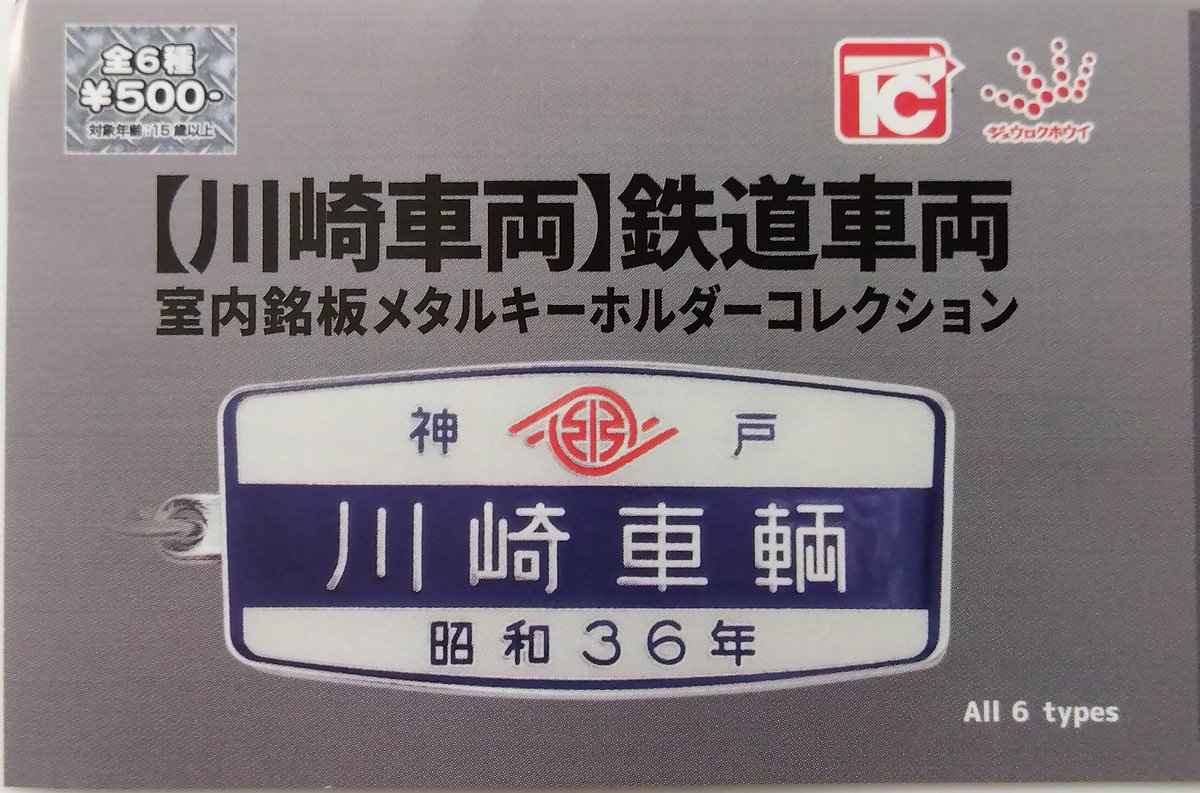 全6種
¥500-
対象年齢:15歳以上
TC
ジュウロクホウイ
【川崎車両】鉄道車両
室内銘板メタルキーホルダーコレクション
神 戸
川崎車輛
昭和36年
All 6 types